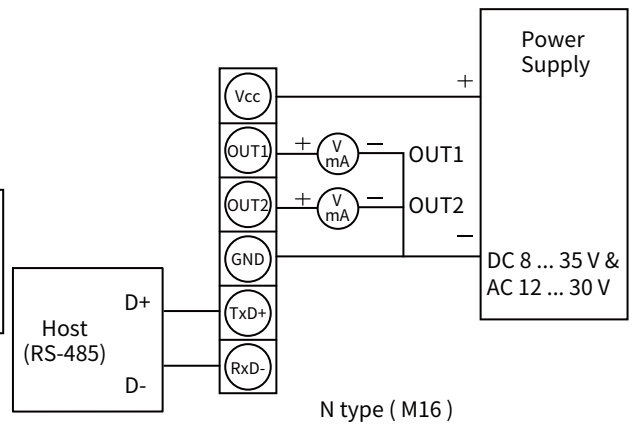 Power
Supply
+
Vcc
OUT1
+
V
mA
−
OUT1
OUT2
+
V
mA
−
OUT2
−
GND
DC 8 ... 35 V &
AC 12 ... 30 V
D+
TxD+
Host
(RS-485)
D-
RxD-
N type ( M16 )